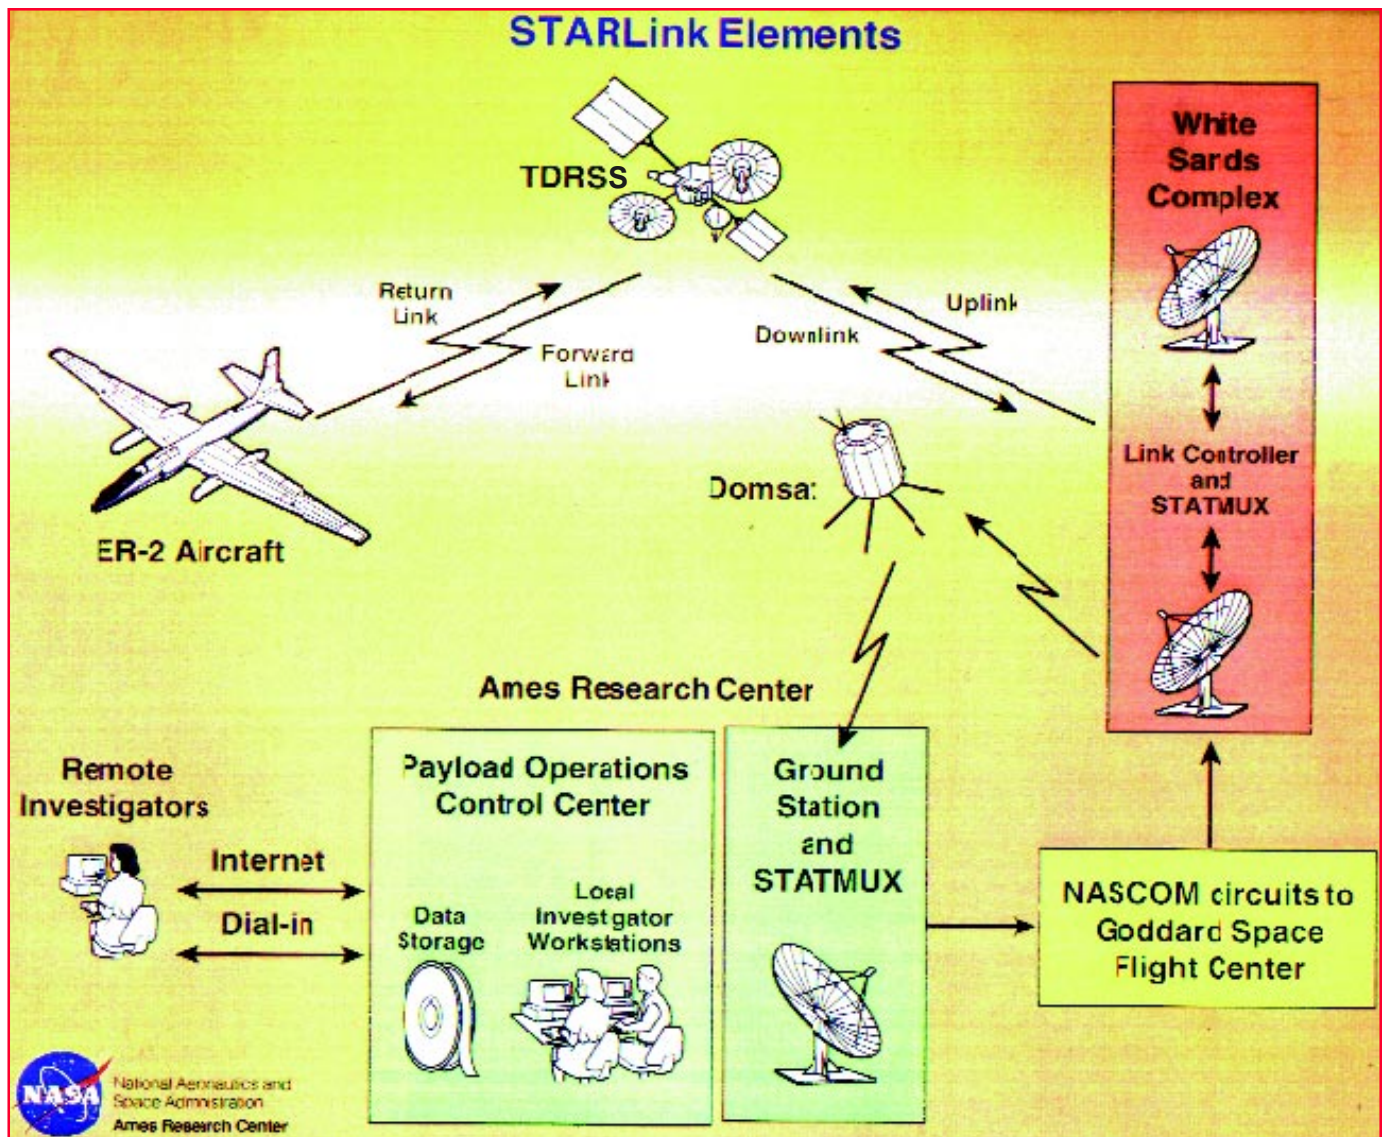 STARLink Elements
TDRSS
White
Sands
Complex
Return
Link
Forward
Link
Uplink
Downlink
Link Controller
and
STATMUX
Domsat
ER-2 Aircraft
Ames Research Center
Remote
Investigators
Internet
Dial-in
Payload Operations
Control Center
Data
Storage
Local
Investigator
Workstations
Ground
Station
and
STATMUX
NASCOM circuits to
Goddard Space
Flight Center
NASA
National Aeronautics and
Space Administration
Ames Research Center